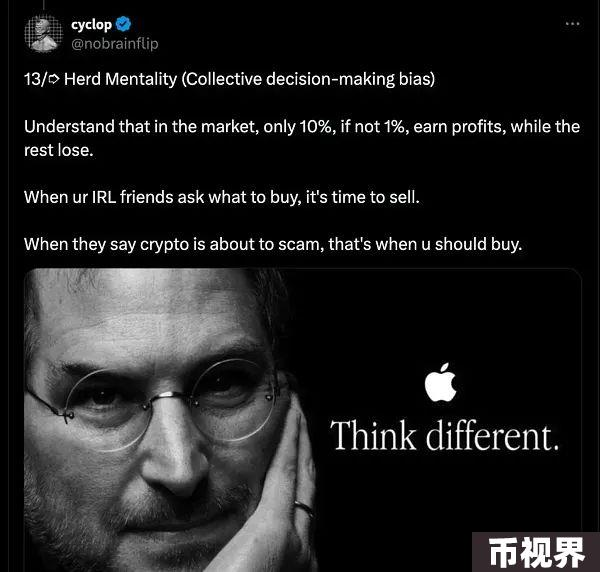 cyclop
@nobrainflip
13/➩ Herd Mentality (Collective decision-making bias)
Understand that in the market, only 10%, if not 1%, earn profits, while the
rest lose.
When ur IRL friends ask what to buy, it's time to sell.
When they say crypto is about to scam, that's when u should buy.
Think different.
币视界